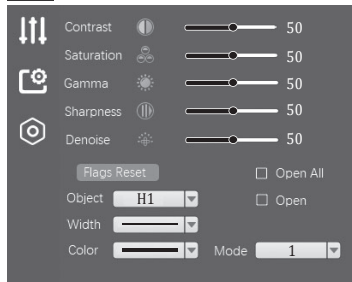 Contrast 50
Saturation 50
Gamma 50
Sharpness 50
Denoise 50
Flags Reset Open All
Object H1 Open
Width
Color Mode 1